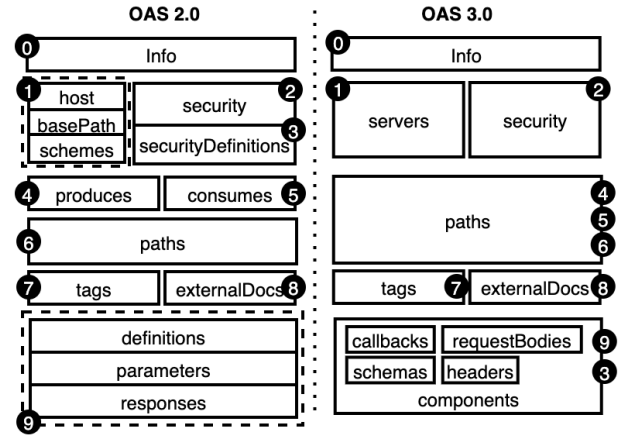 OAS 2.0
0
Info
1
host
basePath
schemes
2
security
3
securityDefinitions
4
produces
consumes
5
6
paths
7
tags
externalDocs
8
definitions
parameters
responses
9
OAS 3.0
0
Info
1
servers
security
2
paths
4
5
6
tags
7
externalDocs
8
callbacks
requestBodies
9
schemas
headers
3
components